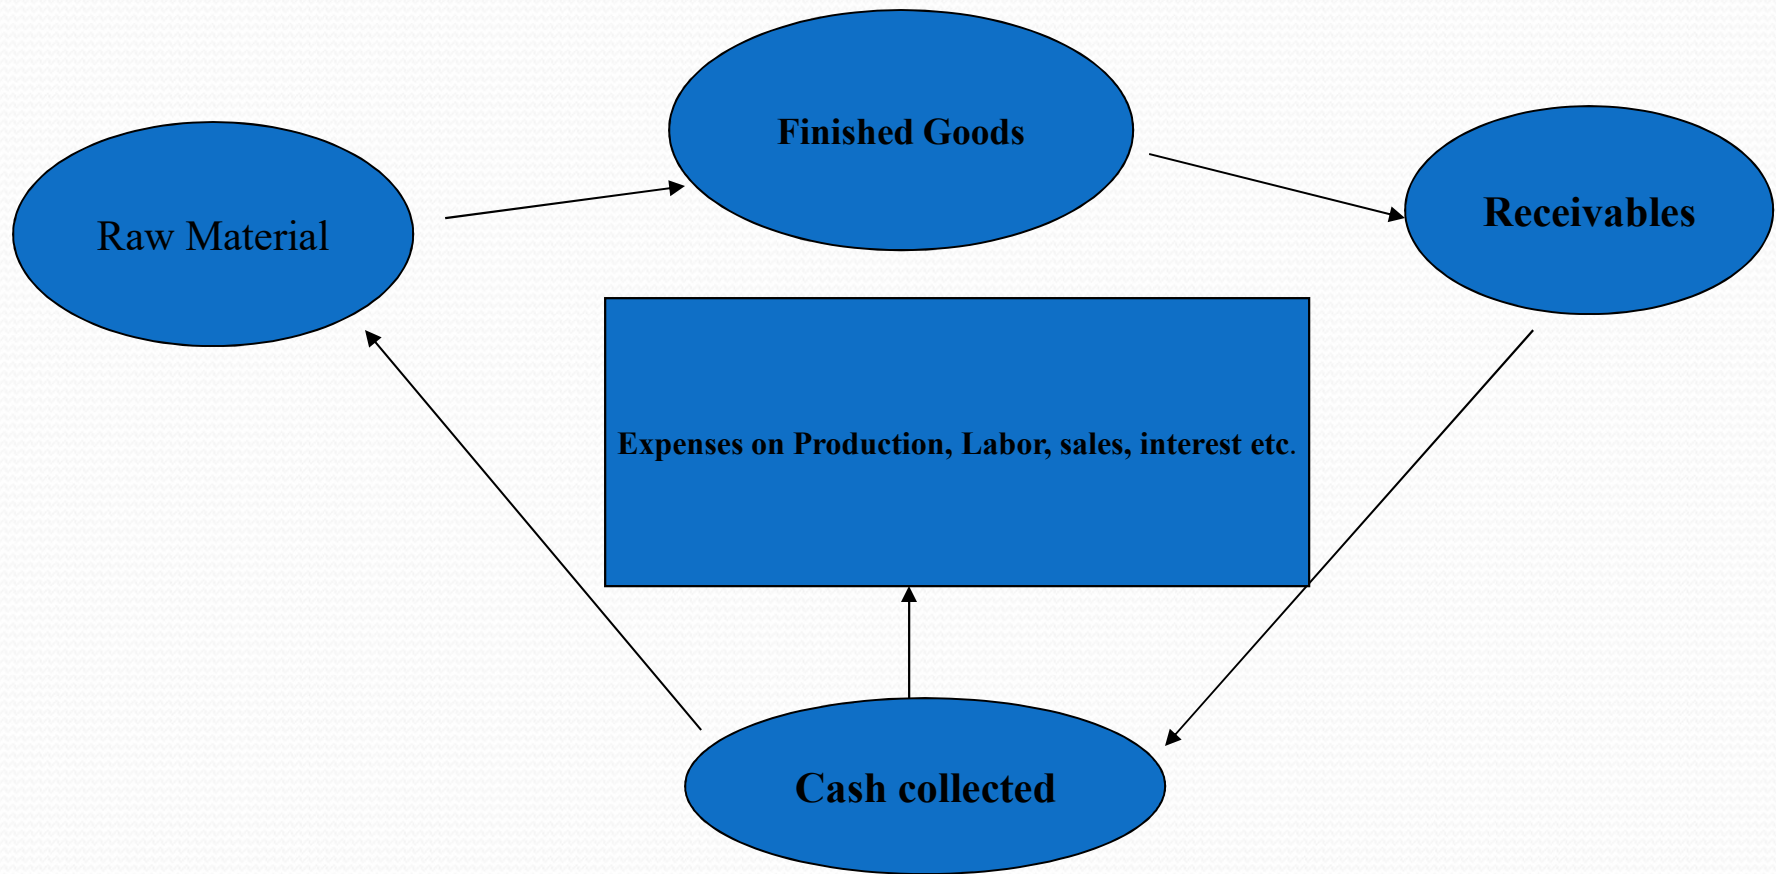 Finished Goods
Raw Material
Receivables
Expenses on Production, Labor, sales, interest etc.
Cash collected